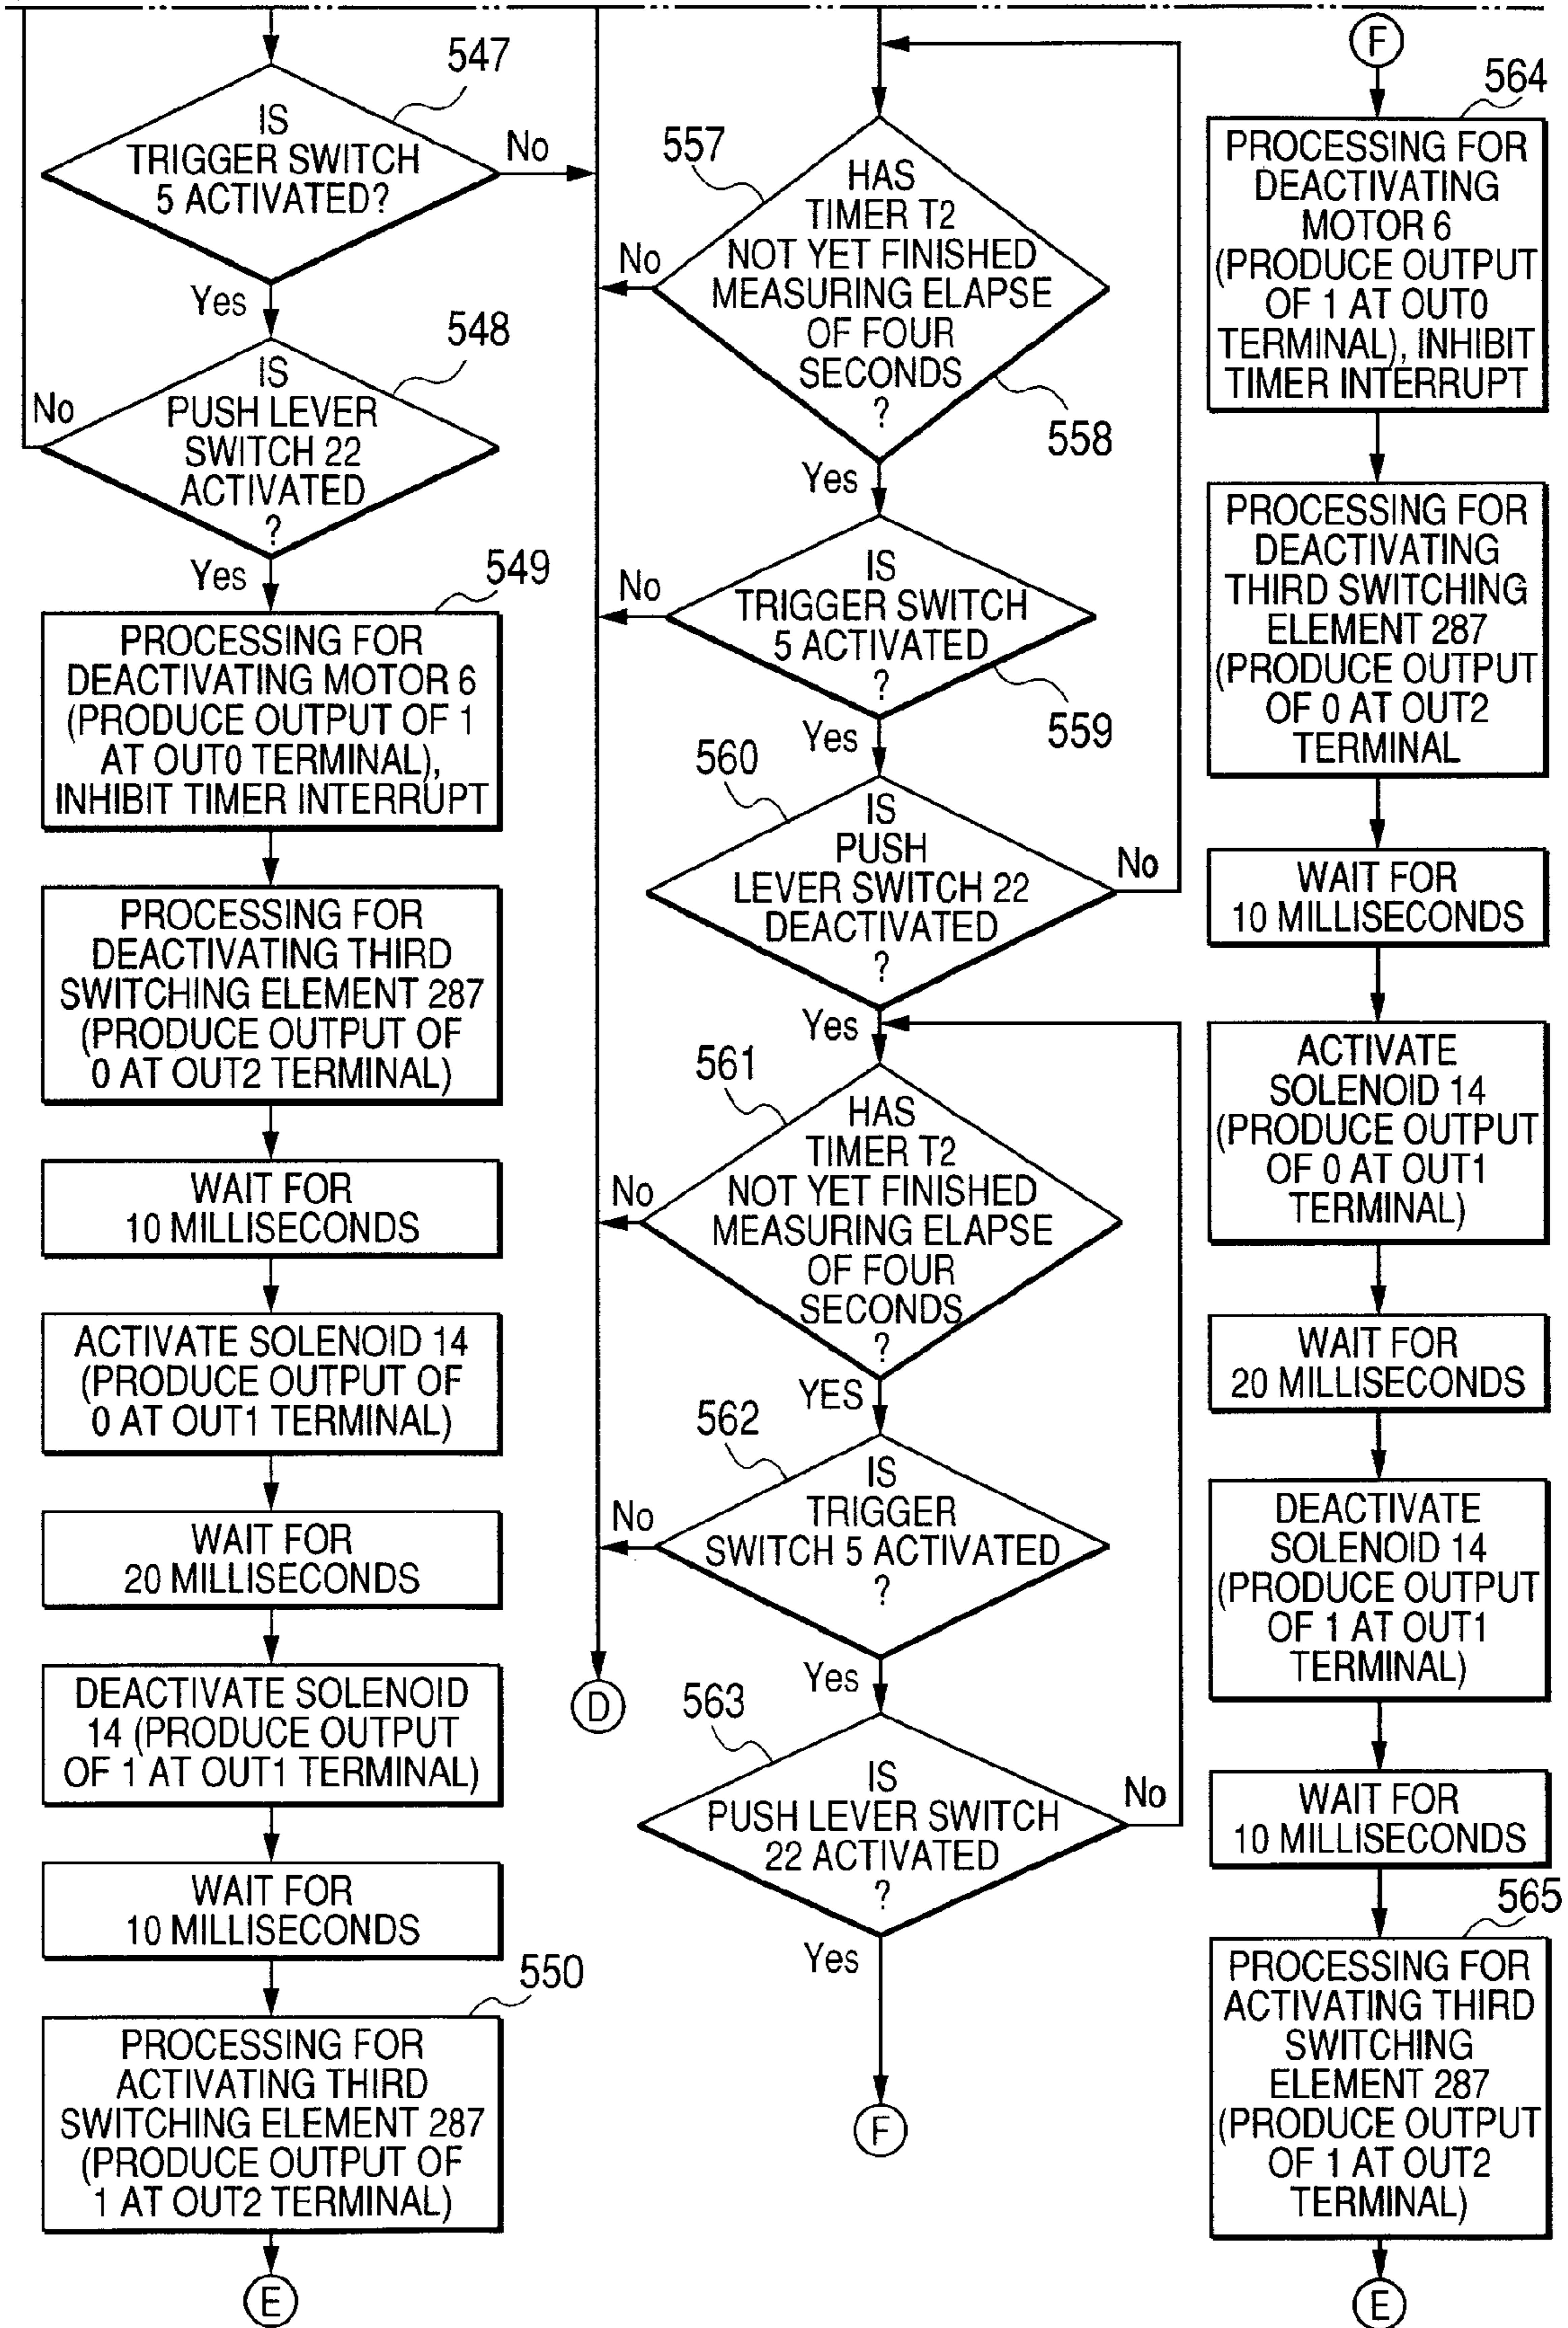 547
IS
TRIGGER SWITCH
5 ACTIVATED?
No
Yes
548
IS
PUSH LEVER
SWITCH 22
ACTIVATED
?
No
Yes
549
PROCESSING FOR
DEACTIVATING MOTOR 6
(PRODUCE OUTPUT OF 1
AT OUT0 TERMINAL),
INHIBIT TIMER INTERRUPT
PROCESSING FOR
DEACTIVATING THIRD
SWITCHING ELEMENT 287
(PRODUCE OUTPUT OF
0 AT OUT2 TERMINAL)
WAIT FOR
10 MILLISECONDS
ACTIVATE SOLENOID 14
(PRODUCE OUTPUT OF
0 AT OUT1 TERMINAL)
WAIT FOR
20 MILLISECONDS
DEACTIVATE SOLENOID
14 (PRODUCE OUTPUT
OF 1 AT OUT1 TERMINAL)
WAIT FOR
10 MILLISECONDS
550
PROCESSING FOR
ACTIVATING THIRD
SWITCHING ELEMENT 287
(PRODUCE OUTPUT OF
1 AT OUT2 TERMINAL)
E
D
557
HAS
TIMER T2
NOT YET FINISHED
MEASURING ELAPSE
OF FOUR
SECONDS
?
No
558
Yes
IS
TRIGGER SWITCH
5 ACTIVATED
?
No
559
Yes
560
IS
PUSH
LEVER SWITCH 22
DEACTIVATED
?
No
Yes
561
HAS
TIMER T2
NOT YET FINISHED
MEASURING ELAPSE
OF FOUR
SECONDS
?
No
YES
562
IS
TRIGGER
SWITCH 5 ACTIVATED
?
No
Yes
563
IS
PUSH LEVER SWITCH
22 ACTIVATED
?
No
Yes
F
F
564
PROCESSING FOR
DEACTIVATING
MOTOR 6
(PRODUCE OUTPUT
OF 1 AT OUT0
TERMINAL), INHIBIT
TIMER INTERRUPT
PROCESSING FOR
DEACTIVATING
THIRD SWITCHING
ELEMENT 287
(PRODUCE OUTPUT
OF 0 AT OUT2
TERMINAL
WAIT FOR
10 MILLISECONDS
ACTIVATE
SOLENOID 14
(PRODUCE OUTPUT
OF 0 AT OUT1
TERMINAL)
WAIT FOR
20 MILLISECONDS
DEACTIVATE
SOLENOID 14
(PRODUCE OUTPUT
OF 1 AT OUT1
TERMINAL)
WAIT FOR
10 MILLISECONDS
565
PROCESSING FOR
ACTIVATING THIRD
SWITCHING
ELEMENT 287
(PRODUCE OUTPUT
OF 1 AT OUT2
TERMINAL)
E